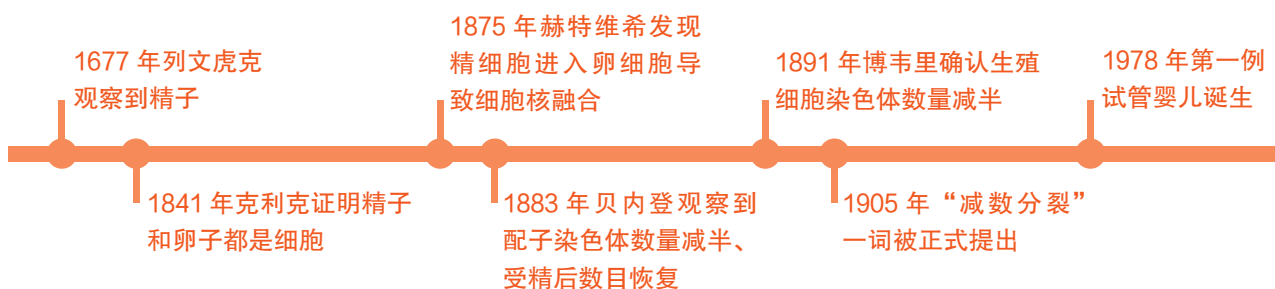 1677 年列文虎克
观察到精子
1841 年克利克证明精子
和卵子都是细胞
1875 年赫特维希发现
精细胞进入卵细胞导
致细胞核融合
1883 年贝内登观察到
配子染色体数量减半、
受精后数目恢复
1891 年博韦里确认生殖
细胞染色体数量减半
1905 年“减数分裂”
一词被正式提出
1978 年第一例
试管婴儿诞生